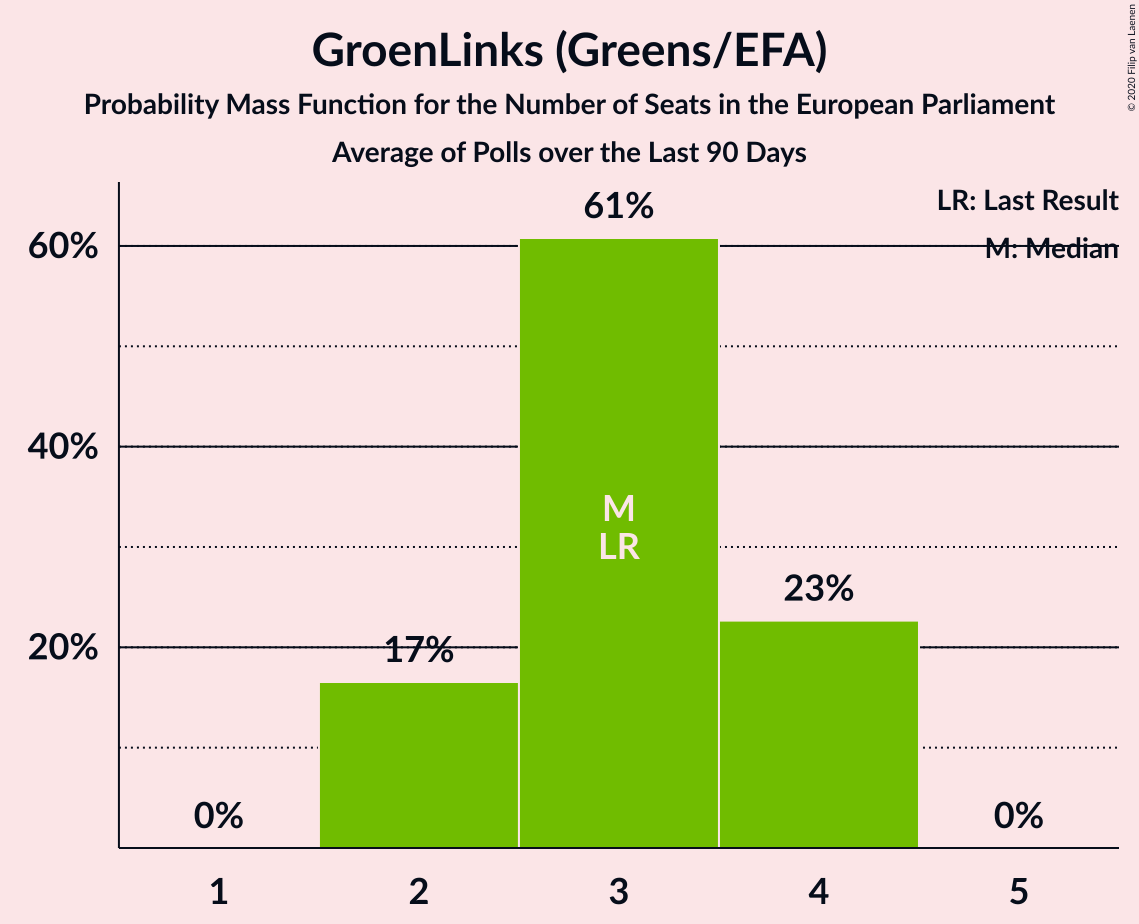 GroenLinks (Greens/EFA)
Probability Mass Function for the Number of Seats in the European Parliament
Average of Polls over the Last 90 Days
© 2020 Filip van Laenen
LR: Last Result
M: Median
61%
60%
40%
M
LR
23%
20%
17%
0%
0%
1 2 3 4 5